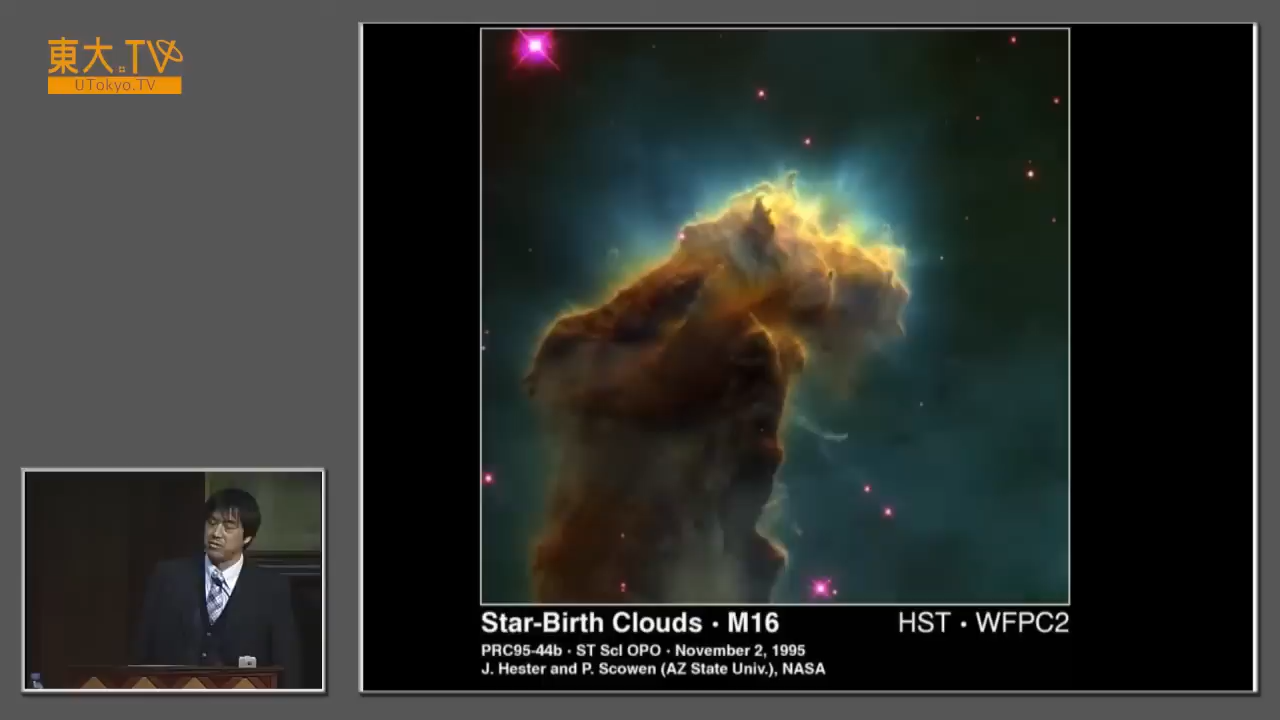 東大.TV
UTokyo.TV
Star-Birth Clouds · M16
HST · WFPC2
PRC95-44b · ST ScI OPO · November 2, 1995
J. Hester and P. Scowen (AZ State Univ.), NASA